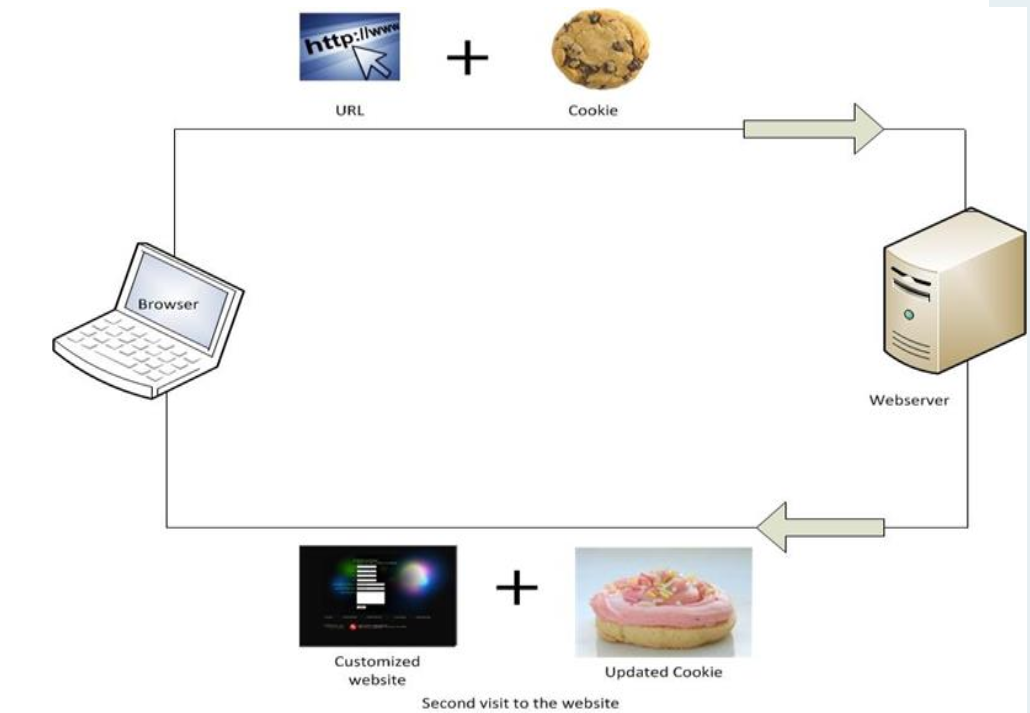 http://www
URL
Cookie
Browser
Webserver
Customized
website
Updated Cookie
Second visit to the website